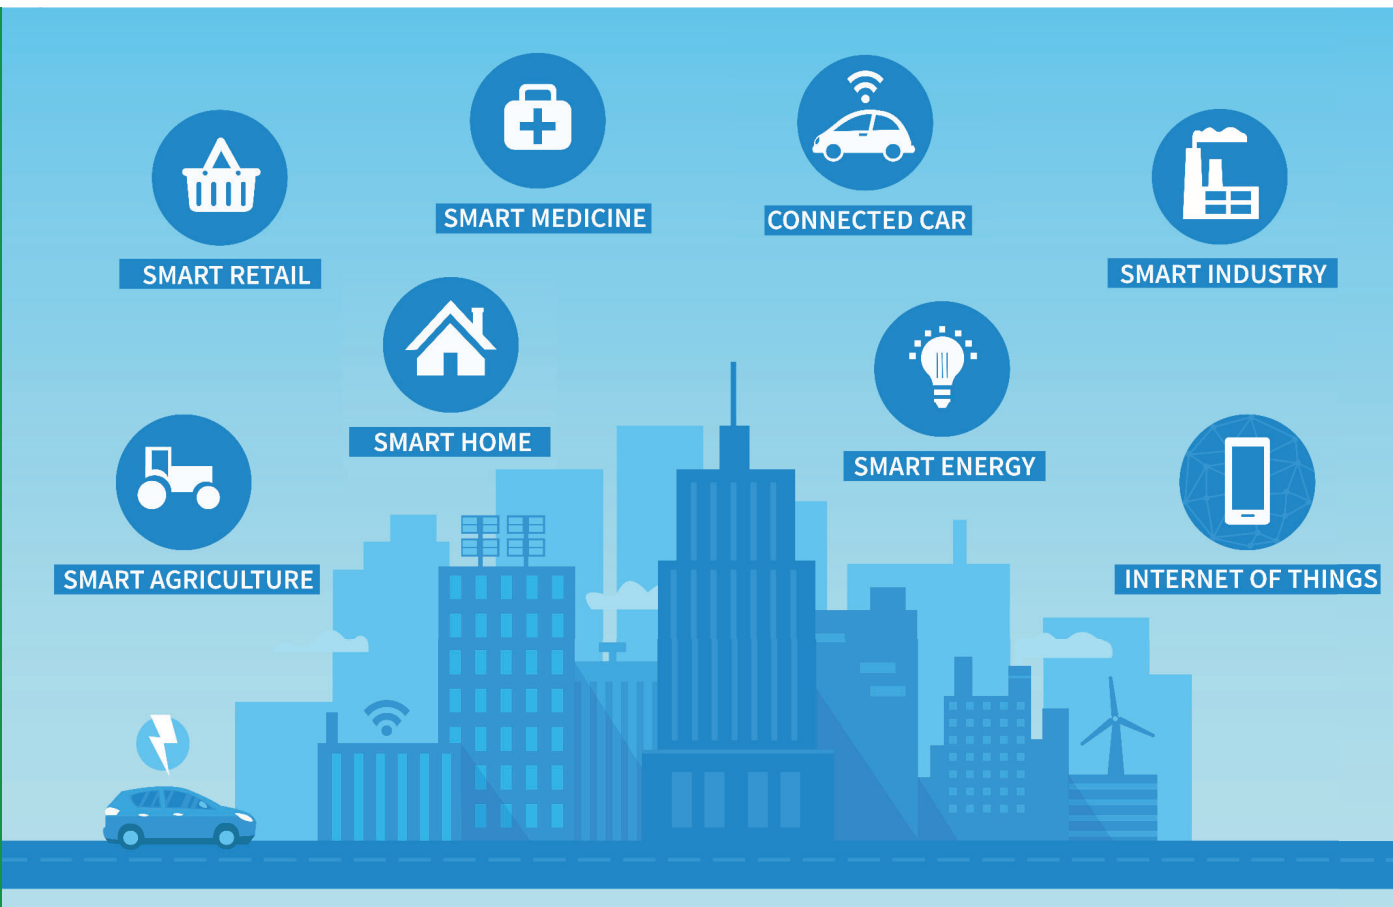 SMART MEDICINE
CONNECTED CAR
SMART RETAIL
SMART INDUSTRY
SMART HOME
SMART ENERGY
SMART AGRICULTURE
INTERNET OF THINGS